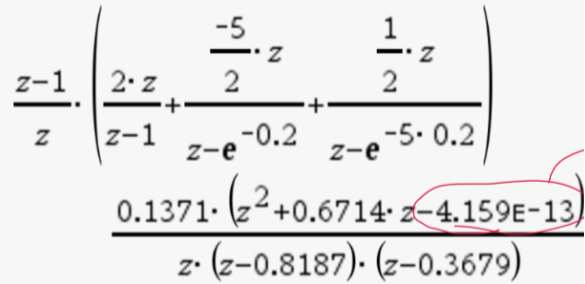 (z-1)/z · ( (2·z)/(z-1) + ((-5/2)·z)/(z-e^-0.2) + ((1/2)·z)/(z-e^-5·0.2) )
(0.1371·(z^2+0.6714·z-4.159E-13))/(z·(z-0.8187)·(z-0.3679))